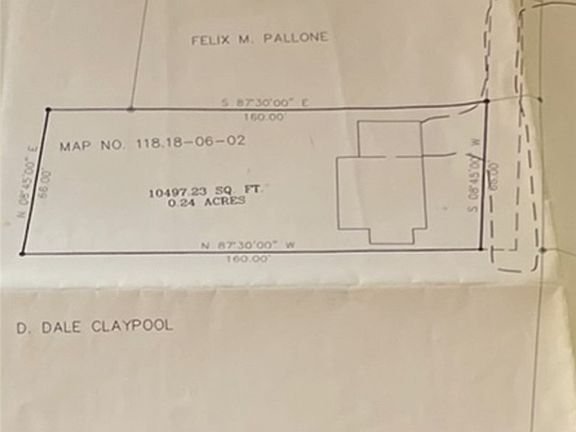 FELIX M. PALLONE
S 87°30'00" E
160.00'
MAP NO. 118.18-06-02
N 08°45'00" E
66.00'
10497.23 SQ. FT.
0.24 ACRES
S 08°45'00" W
66.00'
N 87°30'00" W
160.00'
D. DALE CLAYPOOL